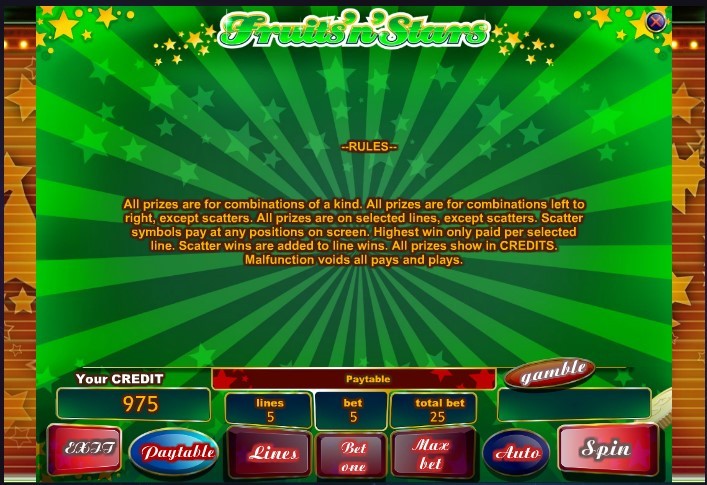 Fruits'n'Stars
--RULES--
All prizes are for combinations of a kind. All prizes are for combinations left to
right, except scatters. All prizes are on selected lines, except scatters. Scatter
symbols pay at any positions on screen. Highest win only paid per selected
line. Scatter wins are added to line wins. All prizes show in CREDITS.
Malfunction voids all pays and plays.
Your CREDIT
Paytable
gamble
975
lines
bet
total bet
5
5
25
EXIT
Paytable
Lines
Bet
one
Max
bet
Auto
Spin